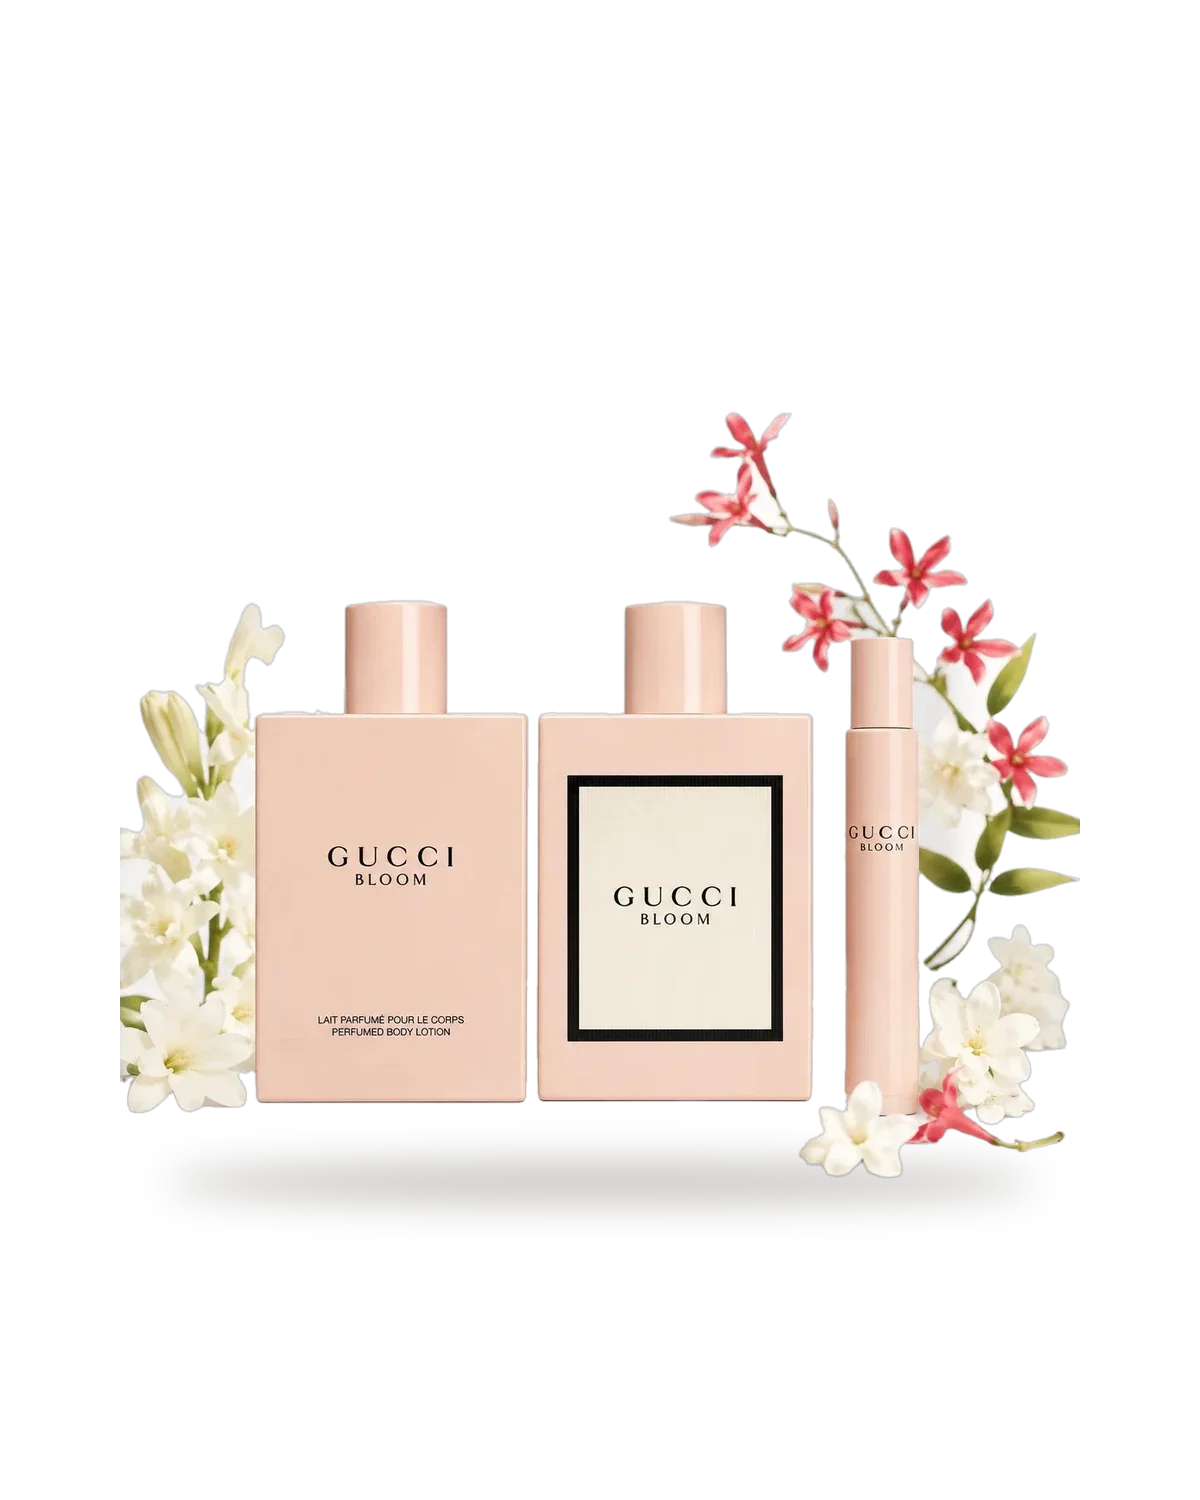 GUCCI
BLOOM
LAIT PARFUMÉ POUR LE CORPS
PERFUMED BODY LOTION
GUCCI
BLOOM
GUCCI
BLOOM